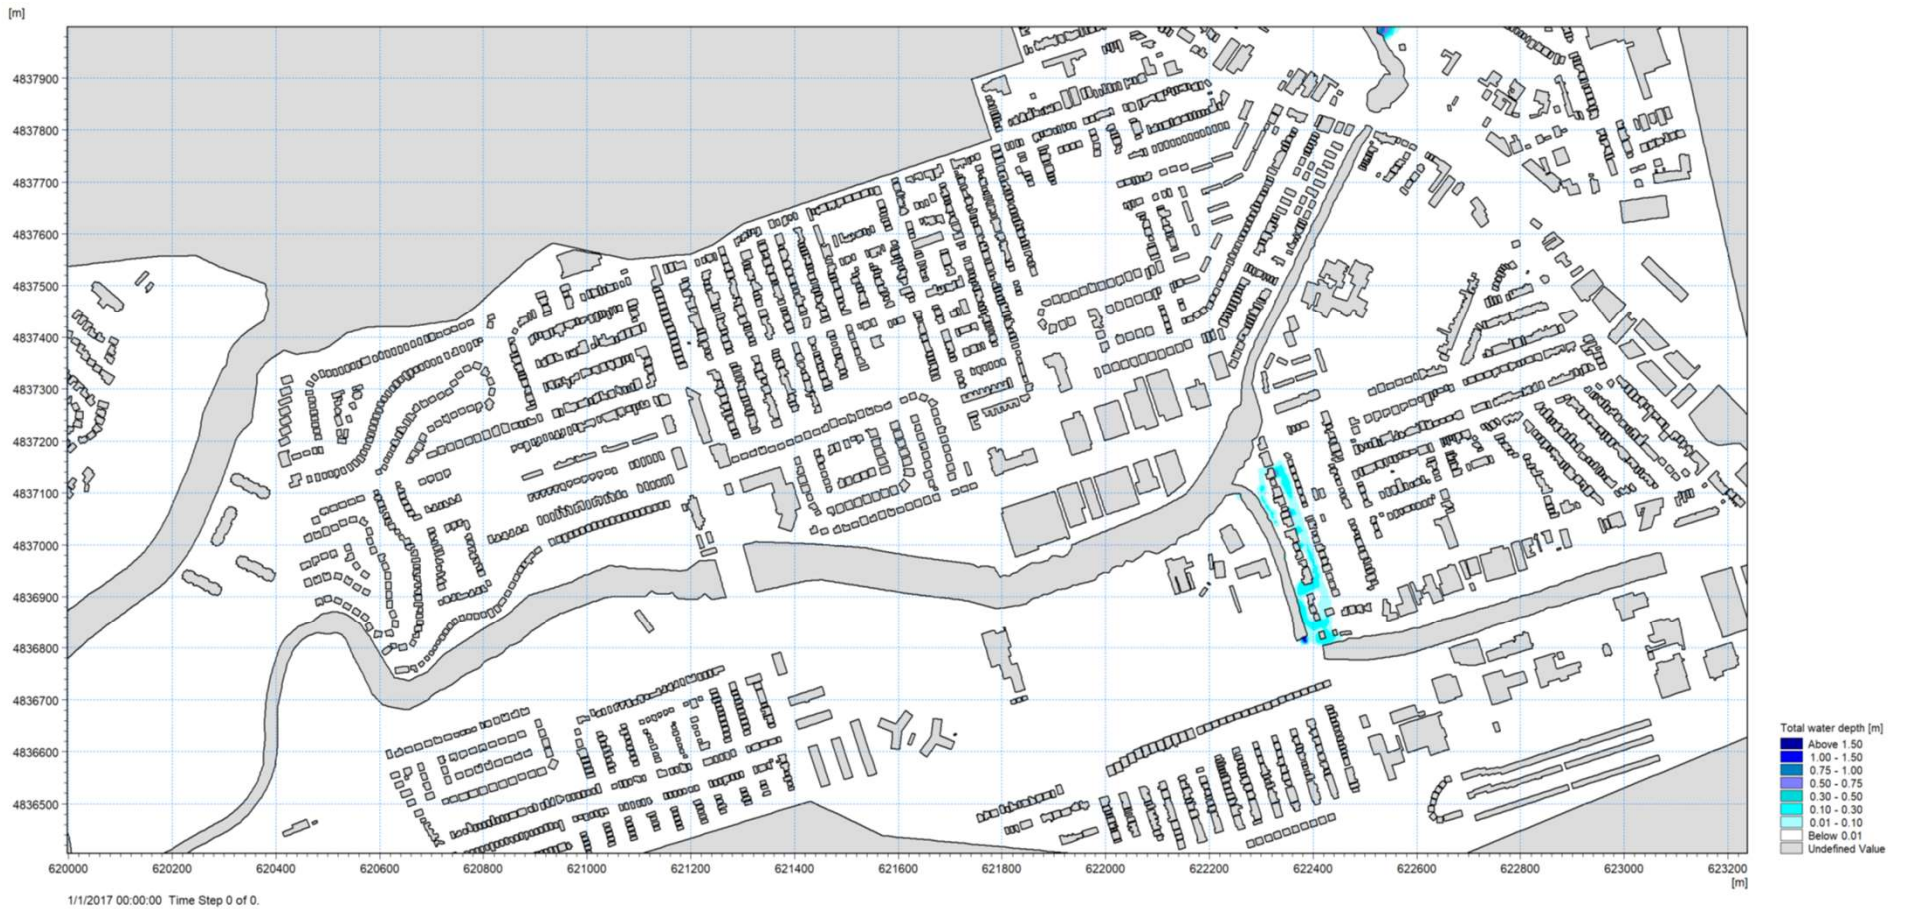 [m]
4837900
4837800
4837700
4837600
4837500
4837400
4837300
4837200
4837100
4837000
4836900
4836800
4836700
4836600
4836500
Total water depth [m]
Above 1.50
1.00 - 1.50
0.75 - 1.00
0.50 - 0.75
0.30 - 0.50
0.10 - 0.30
0.01 - 0.10
Below 0.01
Undefined Value
620000 620200 620400 620600 620800 621000 621200 621400 621600 621800 622000 622200 622400 622600 622800 623000 623200
[m]
1/1/2017 00:00:00 Time Step 0 of 0.